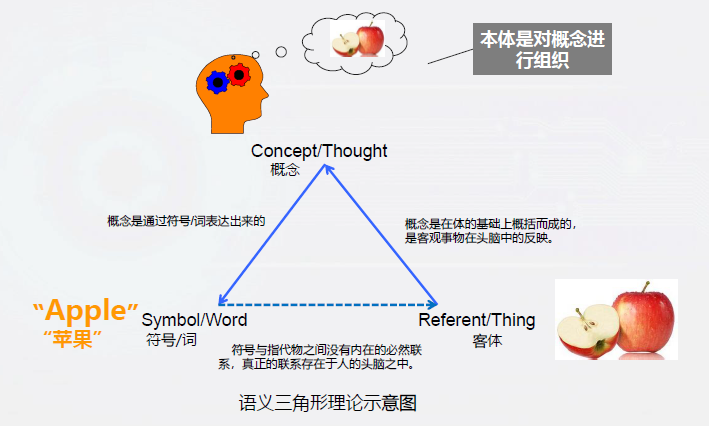 本体是对概念进
行组织
Concept/Thought
概念
概念是通过符号/词表达出来的
概念是在体的基础上概括而成的，
是客观事物在头脑中的反映。
“Apple”
“苹果”
Symbol/Word
符号/词
Referent/Thing
客体
符号与指代物之间没有内在的必然联
系，真正的联系存在于人的头脑之中。
语义三角形理论示意图